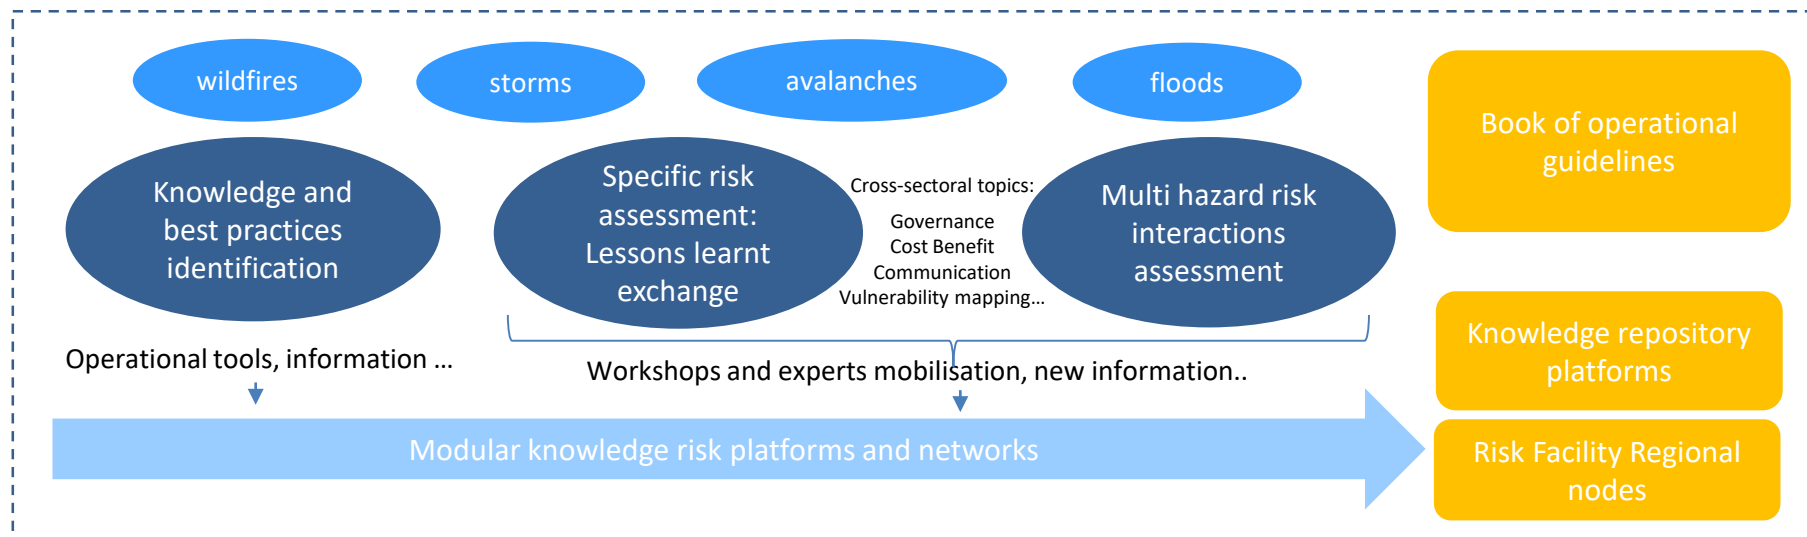 wildfires
storms
avalanches
floods
Knowledge and
best practices
identification
Specific risk
assessment:
Lessons learnt
exchange
Cross-sectoral topics:
Governance
Cost Benefit
Communication
Vulnerability mapping...
Multi hazard risk
interactions
assessment
Operational tools, information ...
Workshops and experts mobilisation, new information..
Modular knowledge risk platforms and networks
Book of operational
guidelines
Knowledge repository
platforms
Risk Facility Regional
nodes